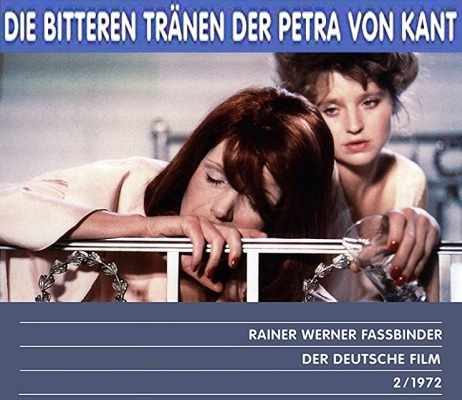 DIE BITTEREN TRÄNEN DER PETRA VON KANT
RAINER WERNER FASSBINDER
DER DEUTSCHE FILM
2/1972